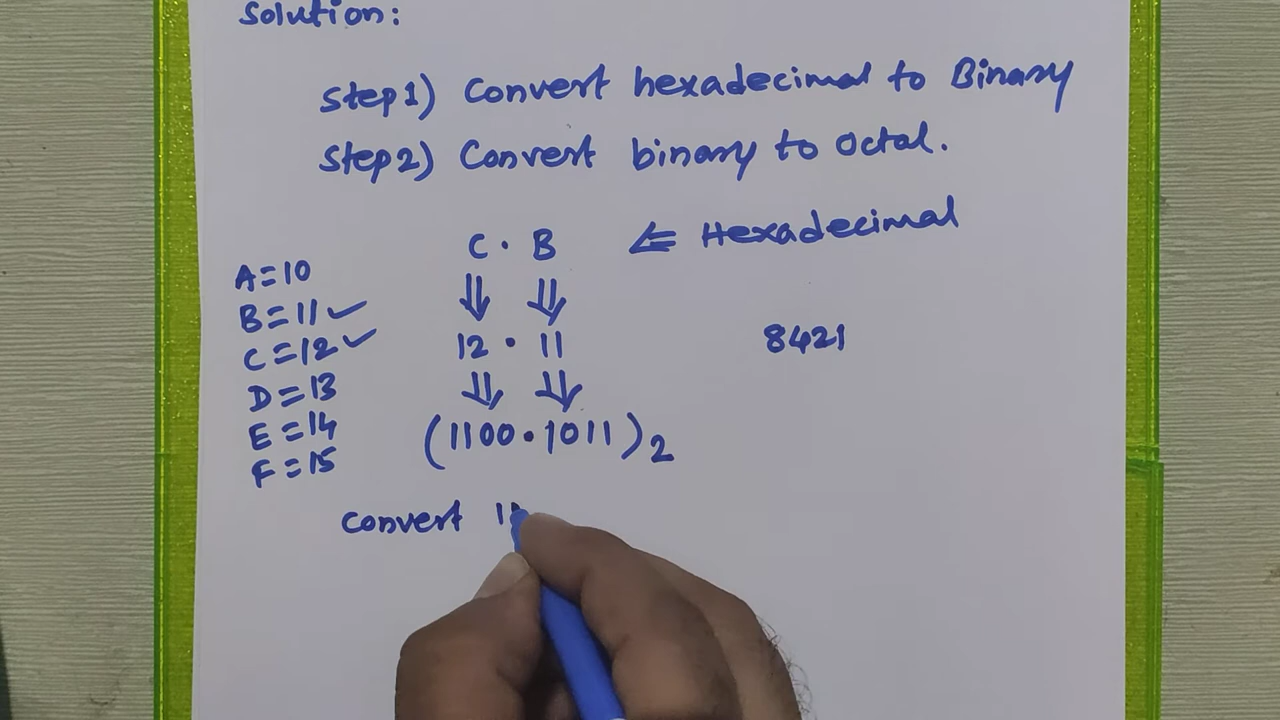 Solution:
Step1) Convert hexadecimal to Binary
Step2) Convert binary to Octal.
C . B ⇐ Hexadecimal
A=10
B=11 ✓
C=12 ✓
D=13
E=14
F=15
⇓ ⇓
12 . 11
8421
⇓ ⇓
(1100.1011)2
Convert 11